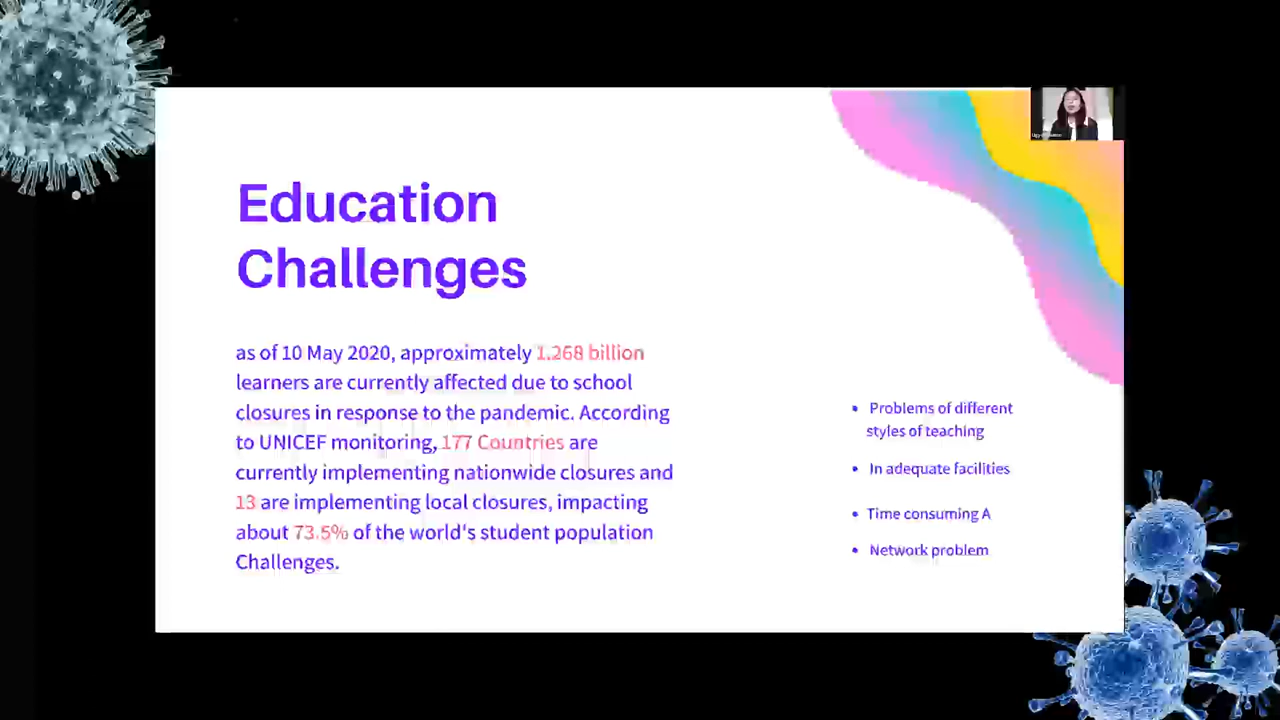 Education
Challenges
as of 10 May 2020, approximately 1.268 billion
learners are currently affected due to school
closures in response to the pandemic. According
to UNICEF monitoring, 177 Countries are
currently implementing nationwide closures and
13 are implementing local closures, impacting
about 73.5% of the world's student population
Challenges.
• Problems of different
styles of teaching
• In adequate facilities
• Time consuming A
• Network problem